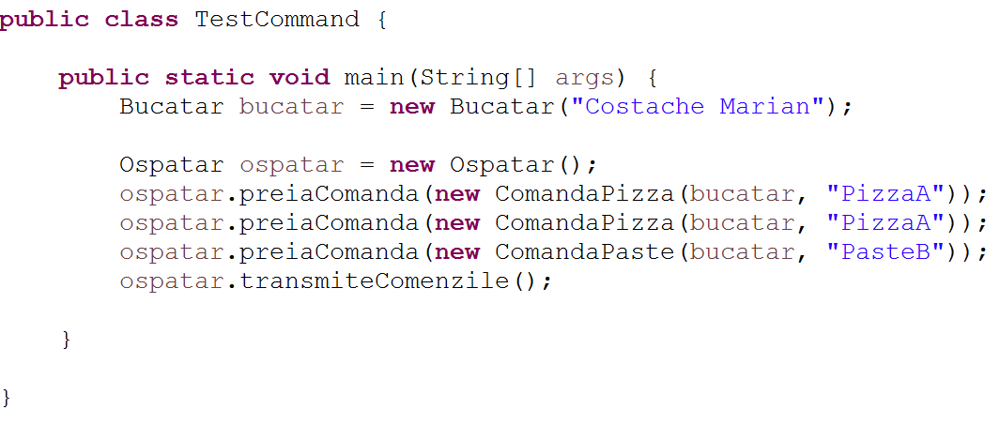 public class TestCommand {
public static void main(String[] args) {
Bucatar bucatar = new Bucatar("Costache Marian");
Ospatar ospatar = new Ospatar();
ospatar.preiaComanda(new ComandaPizza(bucatar, "PizzaA"));
ospatar.preiaComanda(new ComandaPizza(bucatar, "PizzaA"));
ospatar.preiaComanda(new ComandaPaste(bucatar, "PasteB"));
ospatar.transmiteComenzile();
}
}